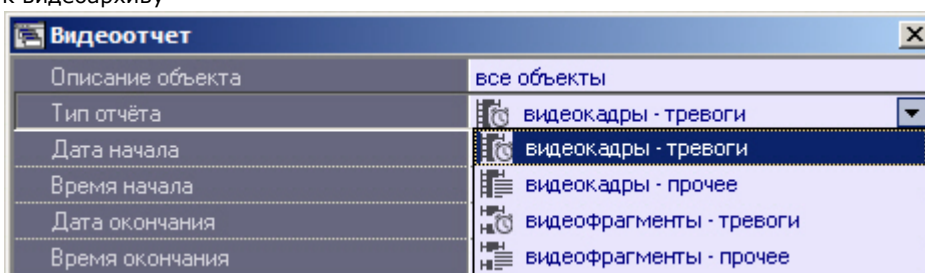 к видеоархиву
Видеоотчет
Описание объекта все объекты
Тип отчёта видеокадры - тревоги
Дата начала видеокадры - тревоги
Время начала видеокадры - прочее
Дата окончания видеофрагменты - тревоги
Время окончания видеофрагменты - прочее